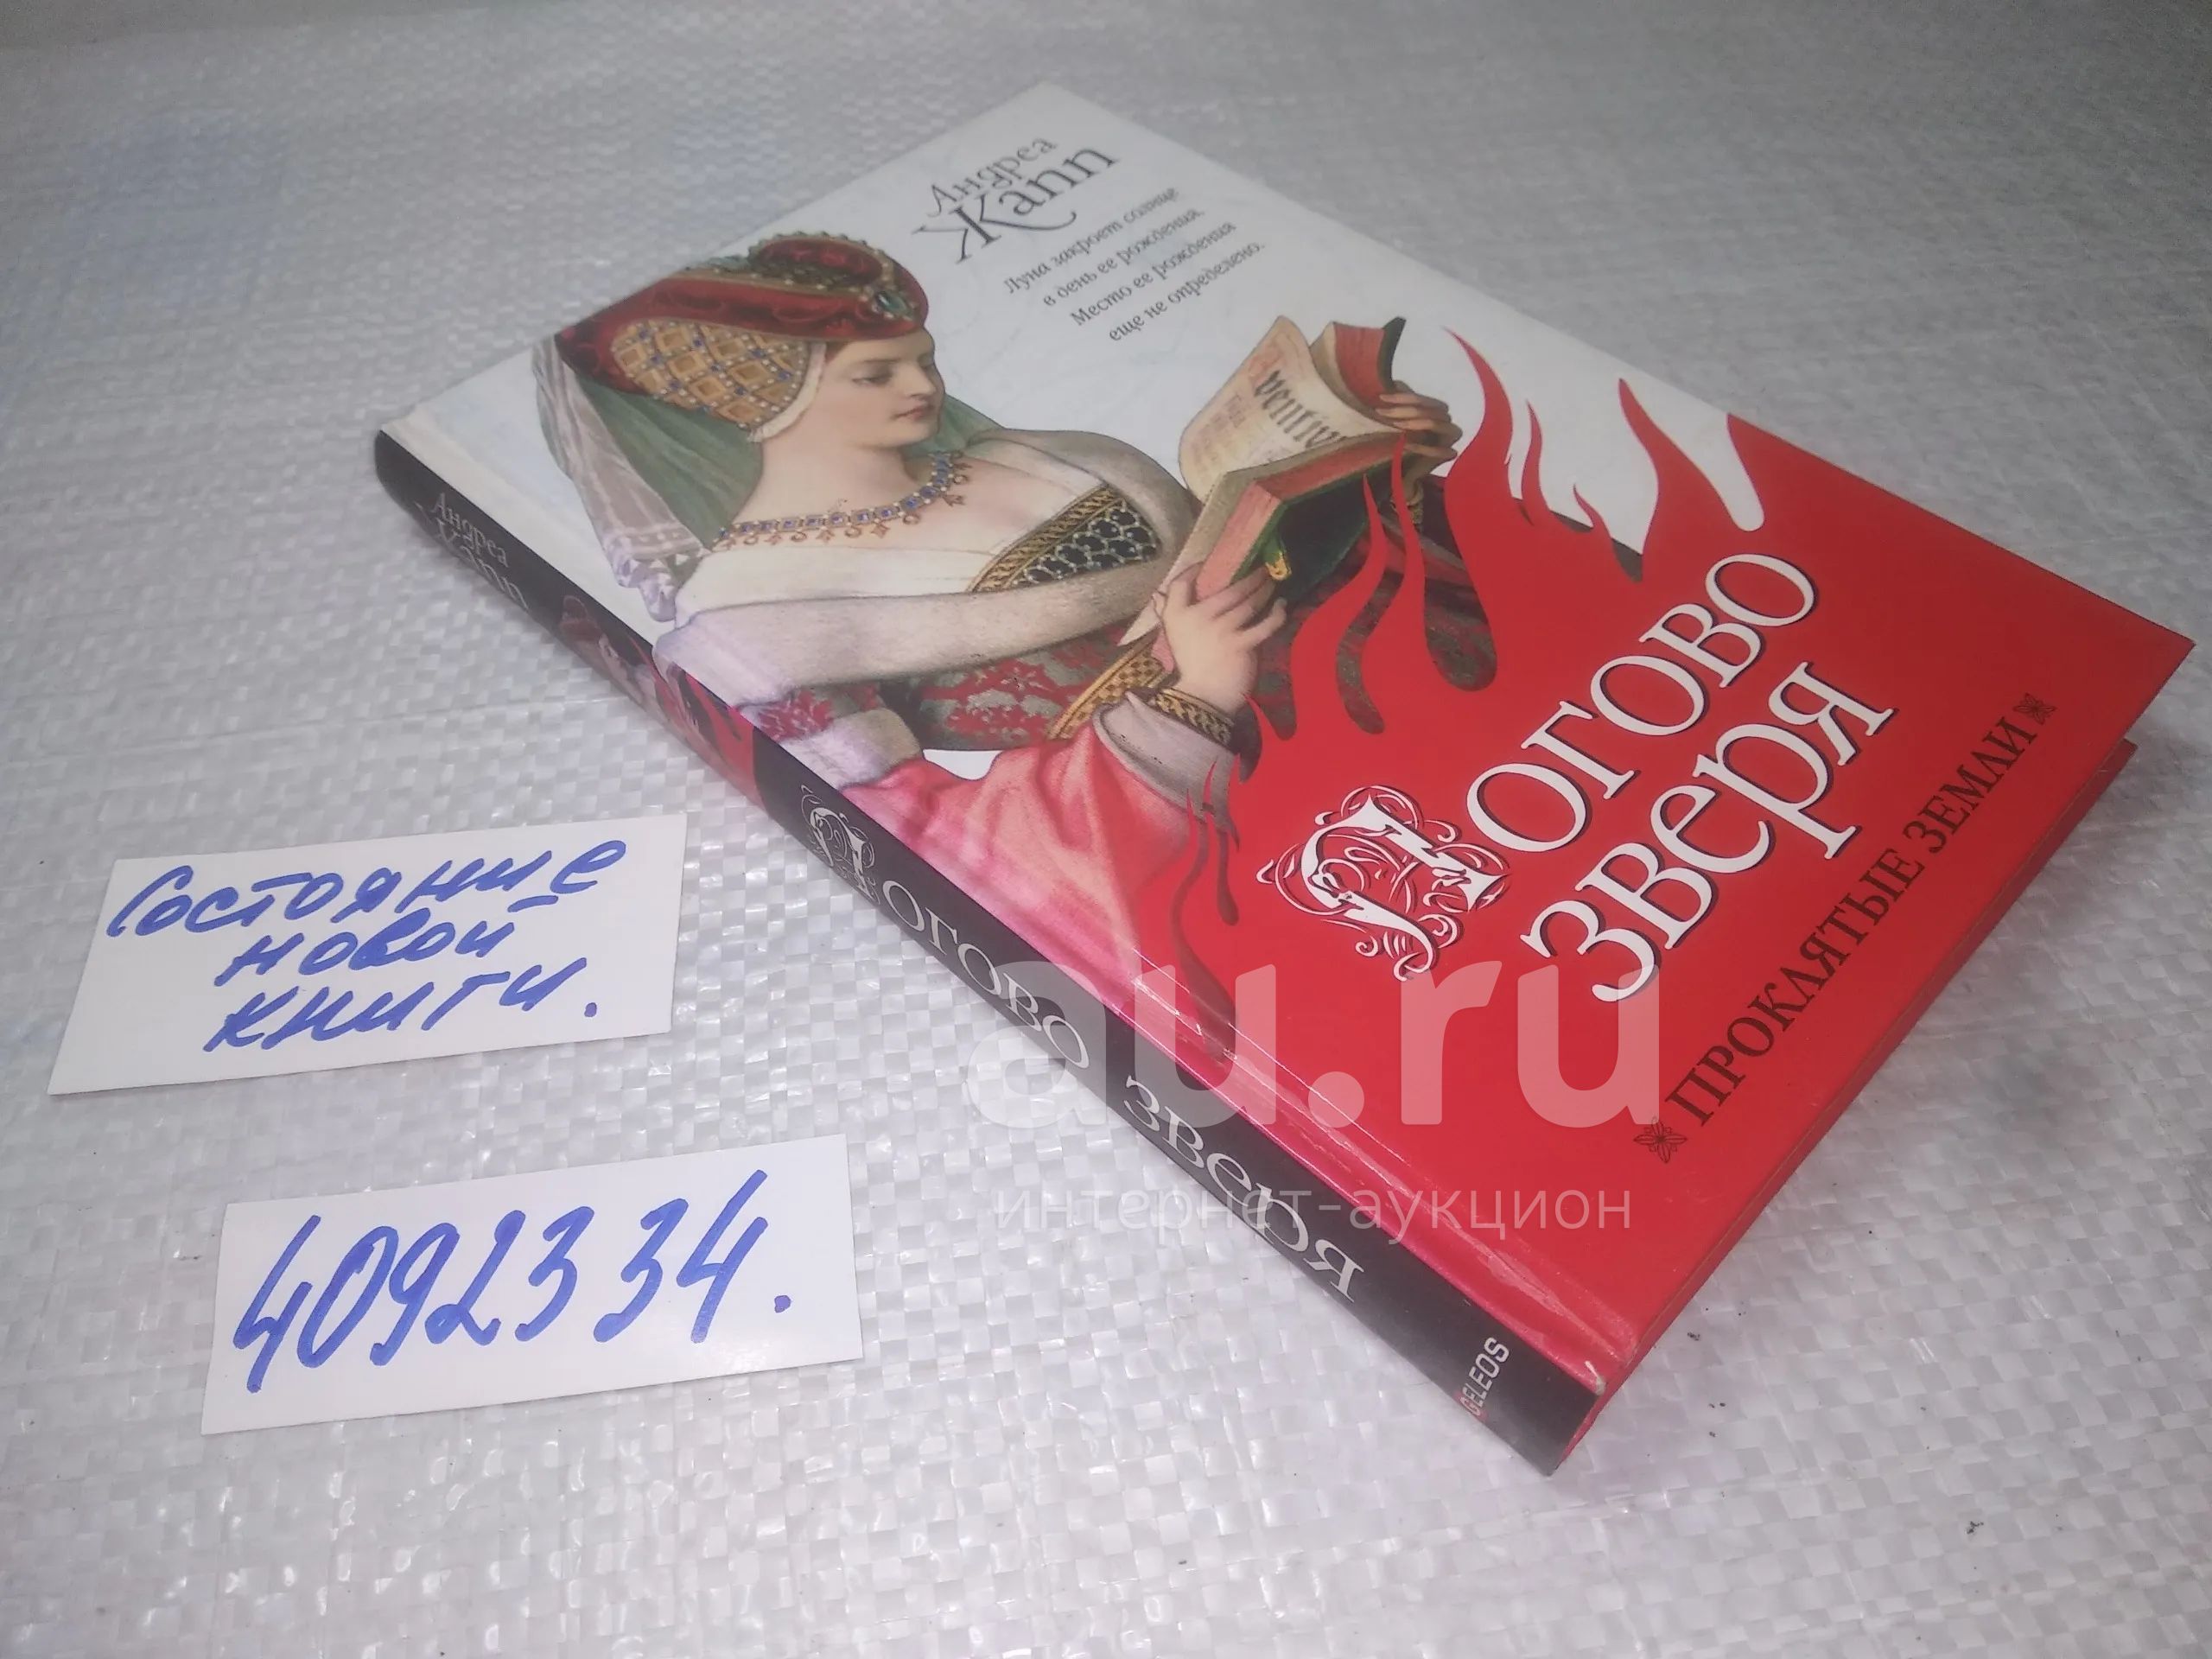 Андреа
Жапп
Луна закроет солнце
в день ее рождения.
Место ее рождения
еще не определено.
ventiv
Логово
зверя
ПРОКЛЯТЫЕ ЗЕМЛИ
Андреа
Жапп
Логово зверя
GELEOS
Состояние
новой
книги.
4092334.
au.ru
интернет-аукцион